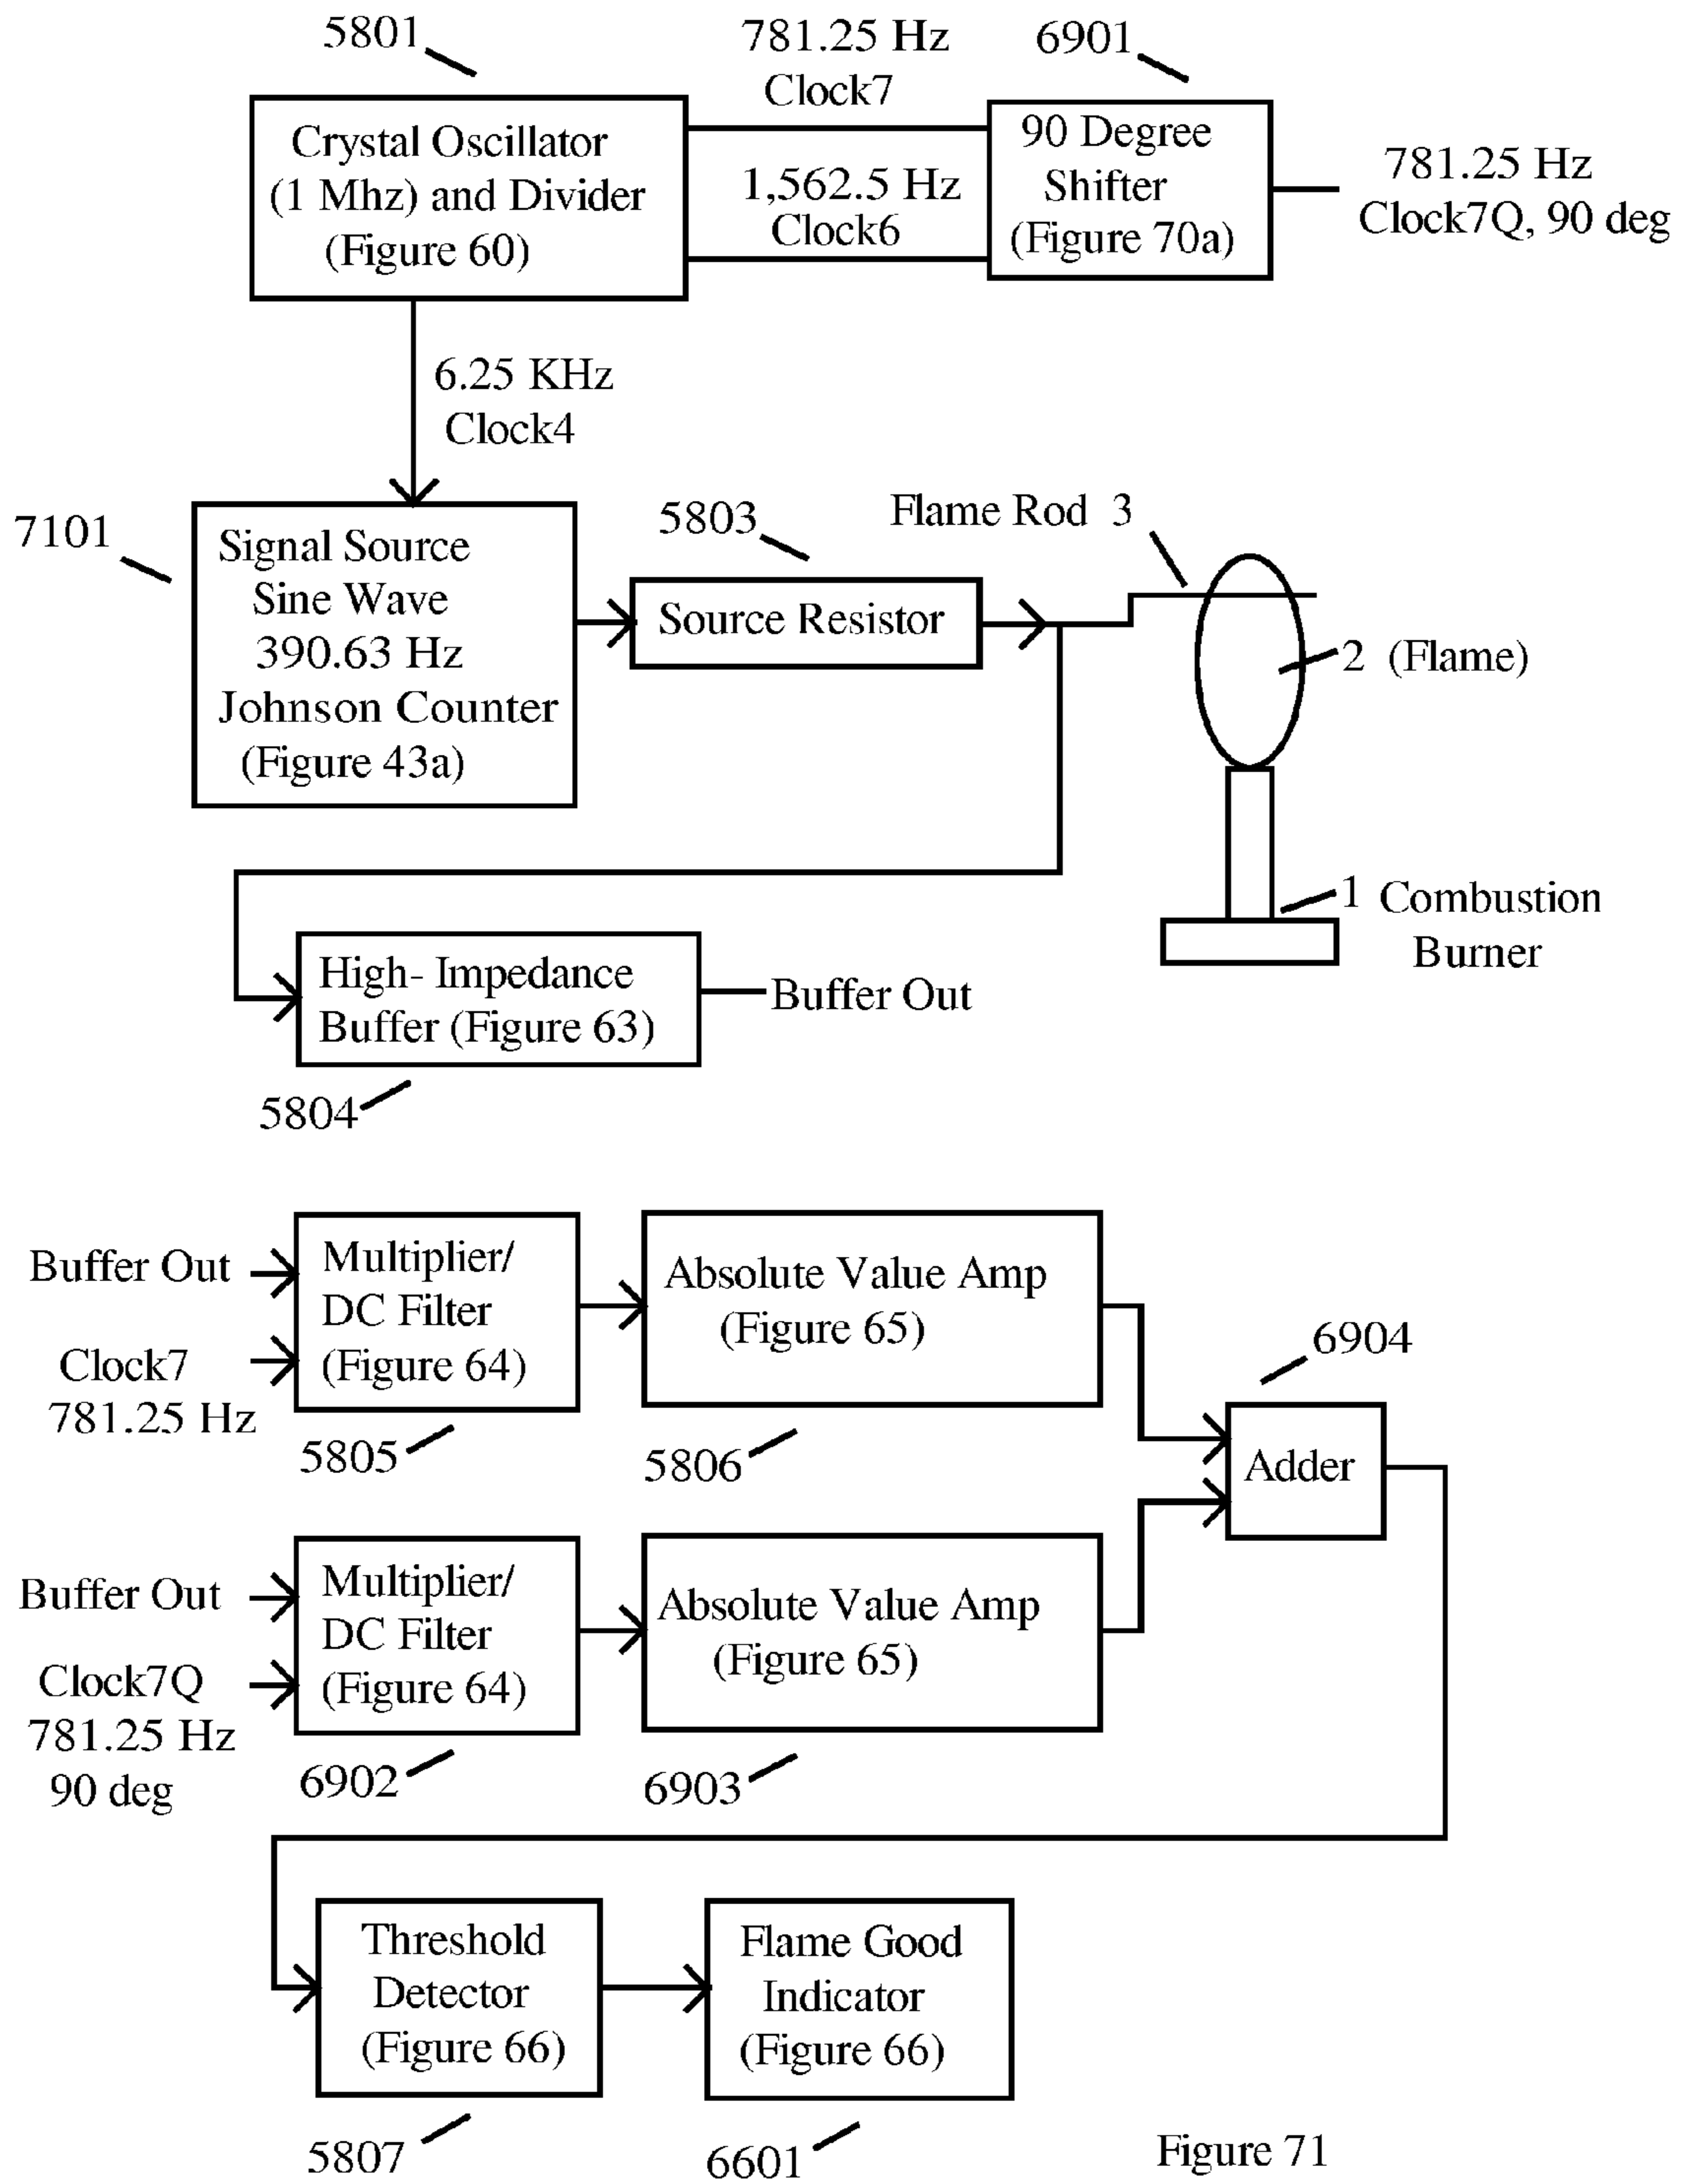 5801
781.25 Hz
Clock7
6901
Crystal Oscillator
(1 Mhz) and Divider
(Figure 60)
1,562.5 Hz
Clock6
90 Degree
Shifter
(Figure 70a)
781.25 Hz
Clock7Q, 90 deg
6.25 KHz
Clock4
7101
Signal Source
Sine Wave
390.63 Hz
Johnson Counter
(Figure 43a)
5803
Source Resistor
Flame Rod 3
2 (Flame)
1 Combustion
Burner
High- Impedance
Buffer (Figure 63)
Buffer Out
5804
Buffer Out
Clock7
781.25 Hz
Multiplier/
DC Filter
(Figure 64)
5805
Absolute Value Amp
(Figure 65)
5806
6904
Adder
Buffer Out
Clock7Q
781.25 Hz
90 deg
Multiplier/
DC Filter
(Figure 64)
6902
Absolute Value Amp
(Figure 65)
6903
Threshold
Detector
(Figure 66)
5807
Flame Good
Indicator
(Figure 66)
6601
Figure 71